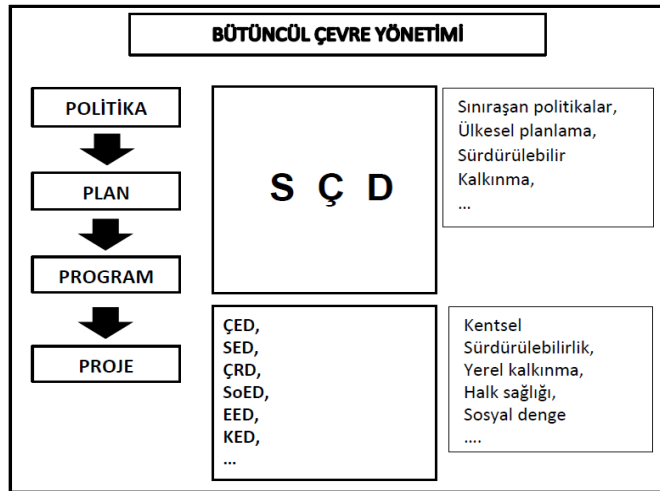 BÜTÜNCÜL ÇEVRE YÖNETİMİ
POLİTİKA
PLAN
PROGRAM
PROJE
S Ç D
Sınıraşan politikalar,
Ülkesel planlama,
Sürdürülebilir
Kalkınma,
...
ÇED,
SED,
ÇRD,
SoED,
EED,
KED,
...
Kentsel
Sürdürülebilirlik,
Yerel kalkınma,
Halk sağlığı,
Sosyal denge
....